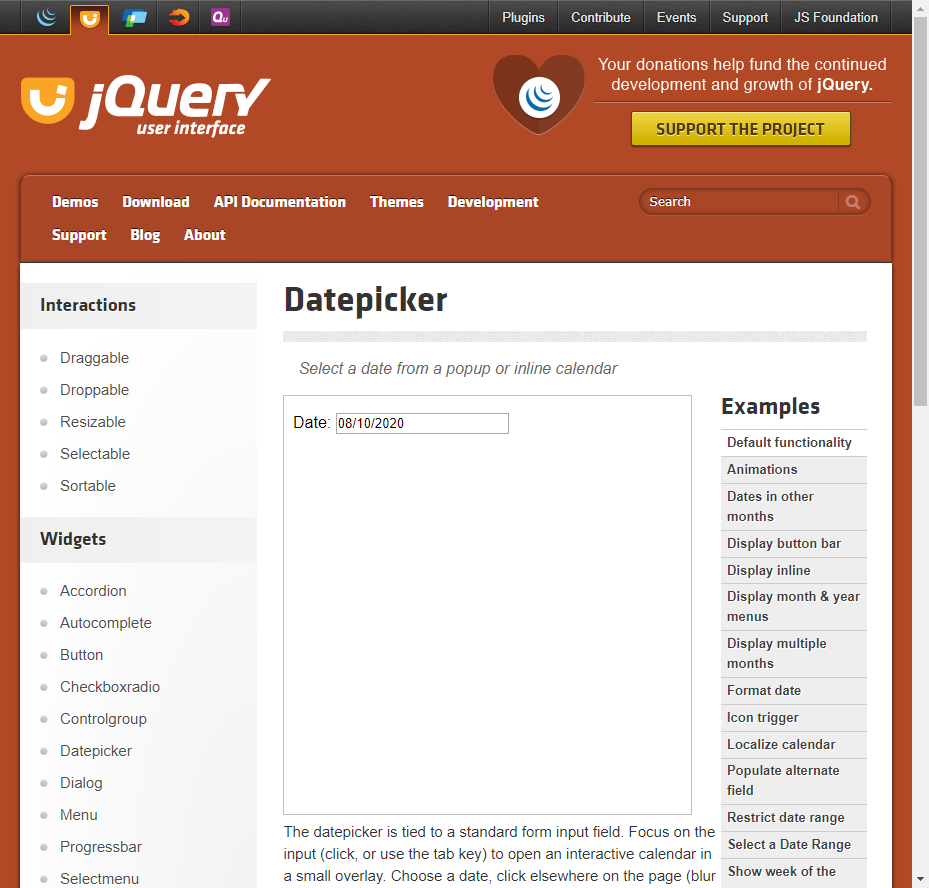 Plugins
Contribute
Events
Support
JS Foundation
jQuery
user interface
Your donations help fund the continued
development and growth of jQuery.
SUPPORT THE PROJECT
Demos
Download
API Documentation
Themes
Development
Search
Support
Blog
About
Interactions
Draggable
Droppable
Resizable
Selectable
Sortable
Widgets
Accordion
Autocomplete
Button
Checkboxradio
Controlgroup
Datepicker
Dialog
Menu
Progressbar
Selectmenu
Datepicker
Select a date from a popup or inline calendar
Date: 08/10/2020
The datepicker is tied to a standard form input field. Focus on the
input (click, or use the tab key) to open an interactive calendar in
a small overlay. Choose a date, click elsewhere on the page (blur
Examples
Default functionality
Animations
Dates in other
months
Display button bar
Display inline
Display month & year
menus
Display multiple
months
Format date
Icon trigger
Localize calendar
Populate alternate
field
Restrict date range
Select a Date Range
Show week of the